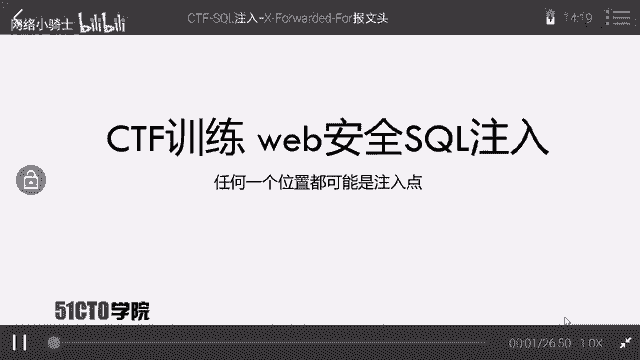 网络小骑士 bilibili
CTF-SQL注入-X-Forwarded-For报文头
14:19
CTF训练 web安全SQL注入
任何一个位置都可能是注入点
51CTO学院
00:01/26:50 1.0X